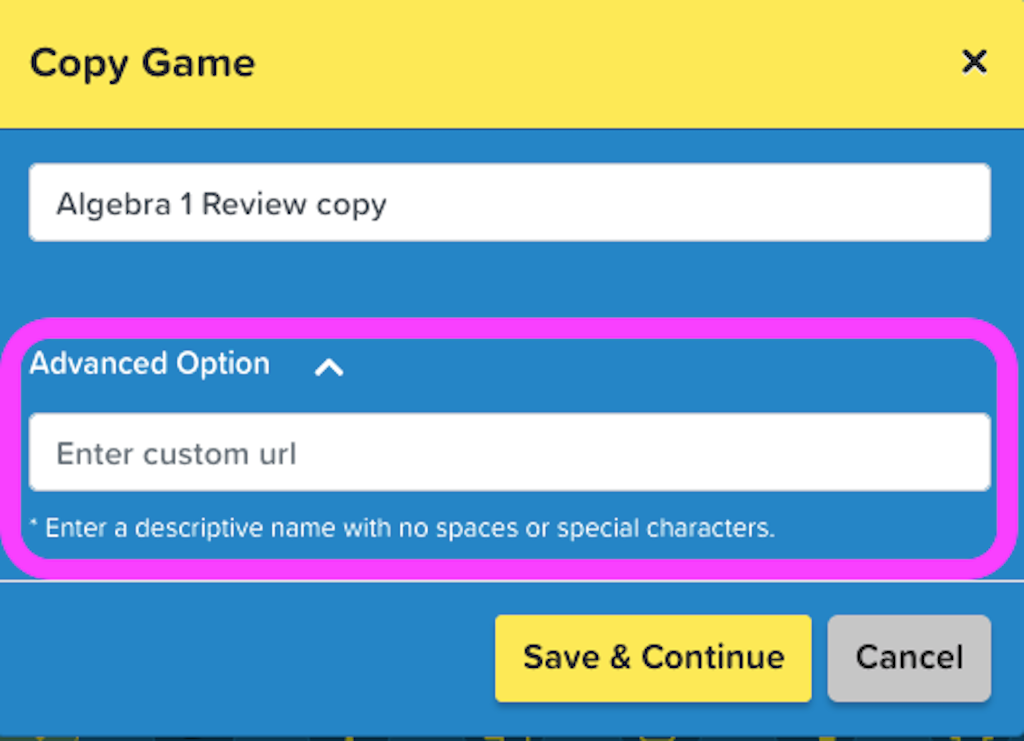 Copy Game
Algebra 1 Review copy
Advanced Option
Enter custom url
* Enter a descriptive name with no spaces or special characters.
Save & Continue
Cancel